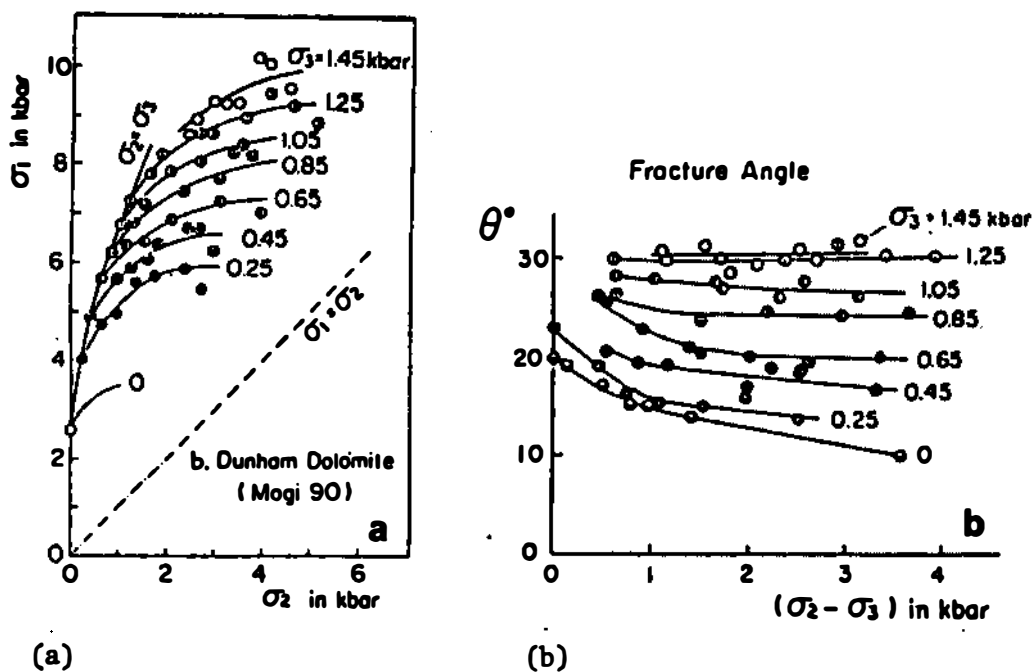 σ₁ in kbar
10
8
6
4
2
0
0 2 4 6
σ₂ in kbar
σ₂=σ₃
σ₃=1.45 kbar
1.25
1.05
0.85
0.65
0.45
0.25
0
σ₁=σ₂
b. Dunham Dolomile
(Mogi 90)
a
(a)
Fracture Angle
θ°
30
20
10
0
0 1 2 3 4
(σ₂-σ₃) in kbar
σ₃ = 1.45 kbar
1.25
1.05
0.85
0.65
0.45
0.25
0
b
(b)